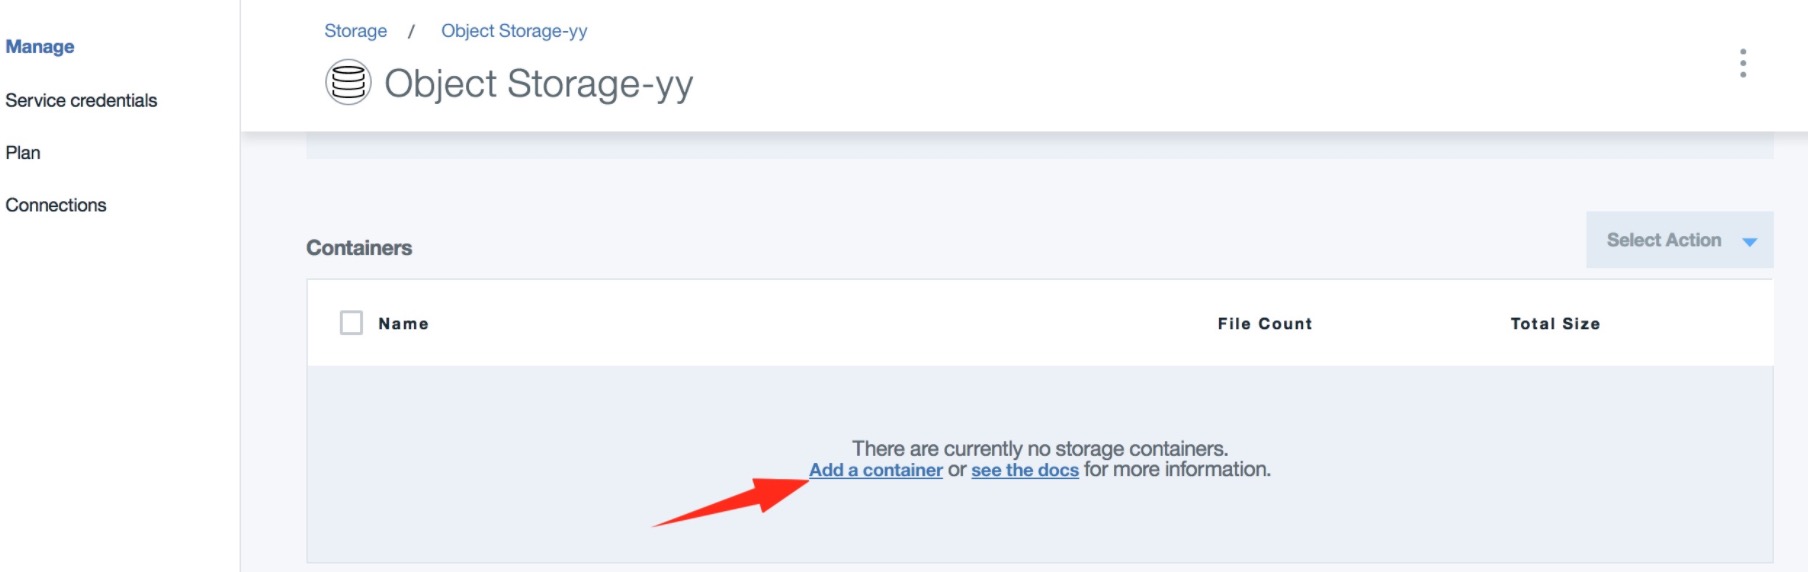 Manage
Service credentials
Plan
Connections
Storage / Object Storage-yy
Object Storage-yy
Containers
Select Action
Name File Count Total Size
There are currently no storage containers.
Add a container or see the docs for more information.